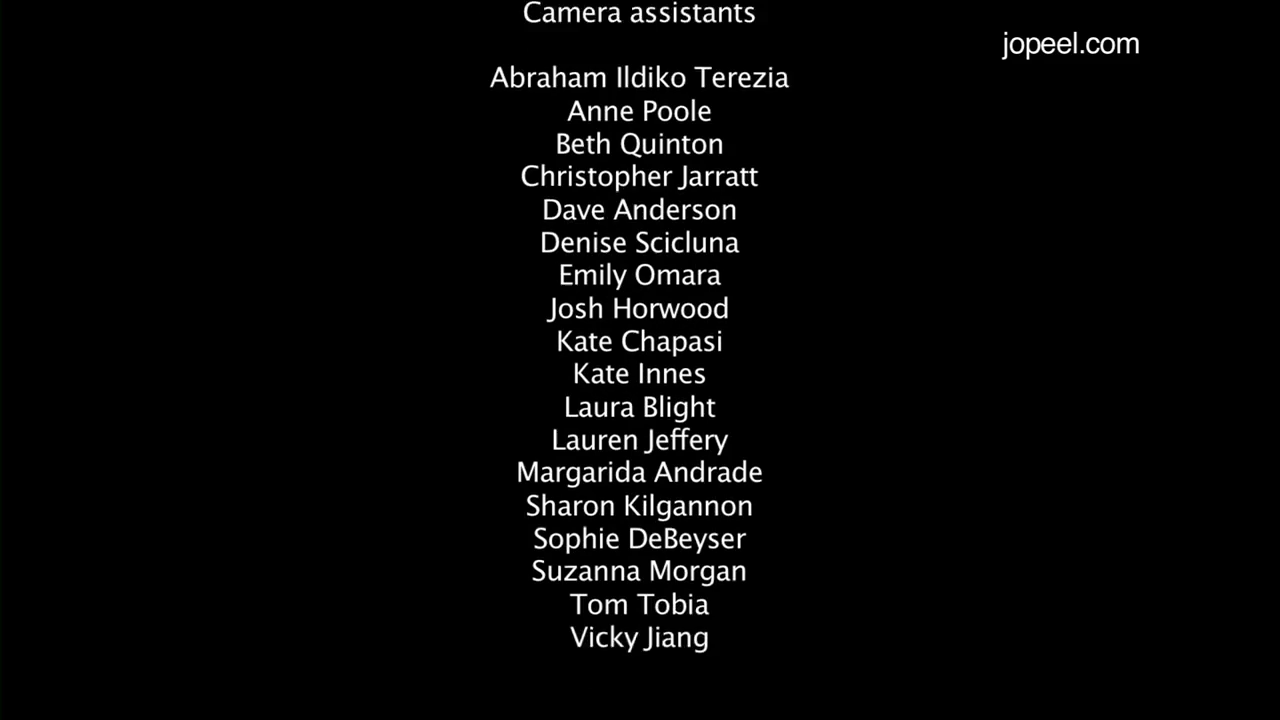 Camera assistants
jopeel.com
Abraham Ildiko Terezia
Anne Poole
Beth Quinton
Christopher Jarratt
Dave Anderson
Denise Scicluna
Emily Omara
Josh Horwood
Kate Chapasi
Kate Innes
Laura Blight
Lauren Jeffery
Margarida Andrade
Sharon Kilgannon
Sophie DeBeyser
Suzanna Morgan
Tom Tobia
Vicky Jiang